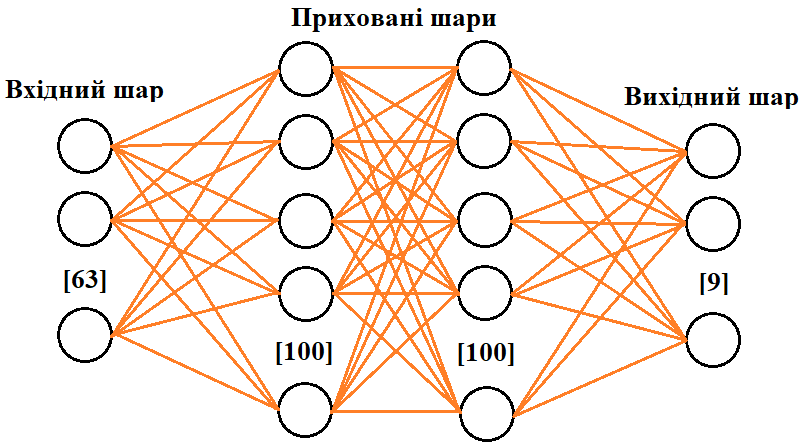 Приховані шари
Вхідний шар
Вихідний шар
[63]
[9]
[100]
[100]